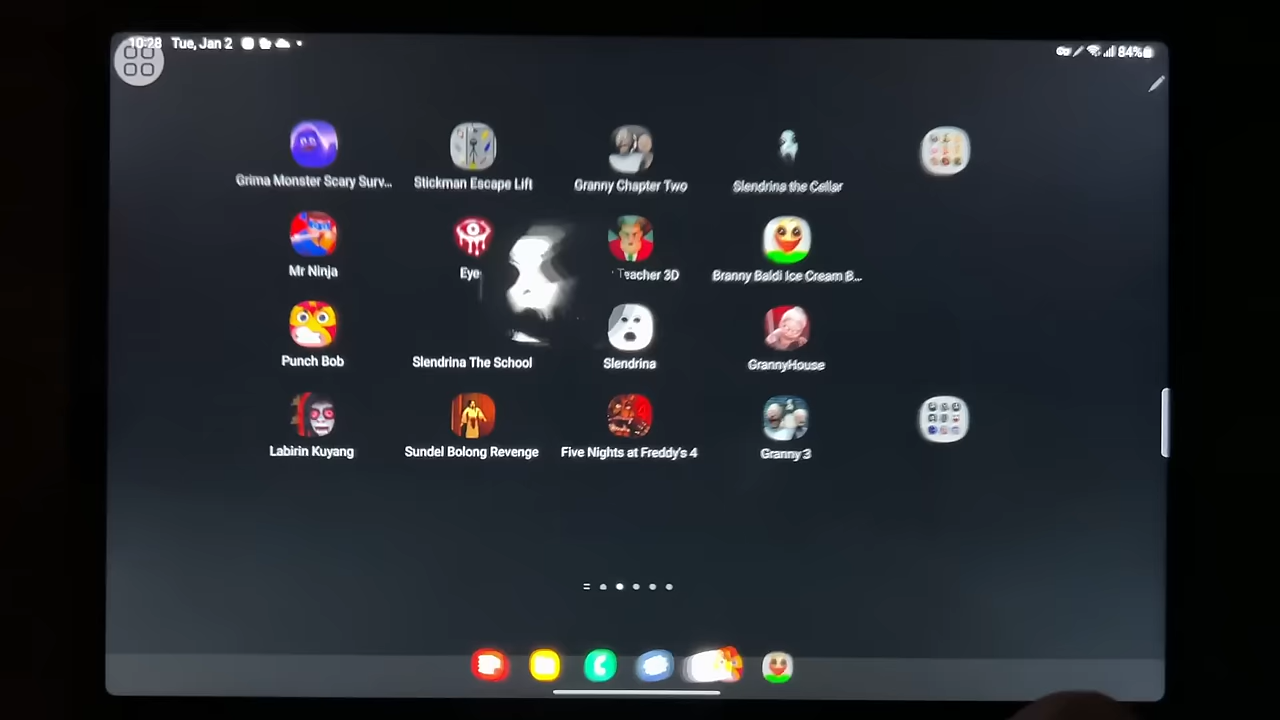 10:28 Tue, Jan 2
84%
Grima Monster Scary Surv...
Stickman Escape Lift
Granny Chapter Two
Slendrina the Cellar
Mr Ninja
Eye
Teacher 3D
Branny Baldi Ice Cream B...
Punch Bob
Slendrina The School
Slendrina
GrannyHouse
Labirin Kuyang
Sundel Bolong Revenge
Five Nights at Freddy's 4
Granny 3